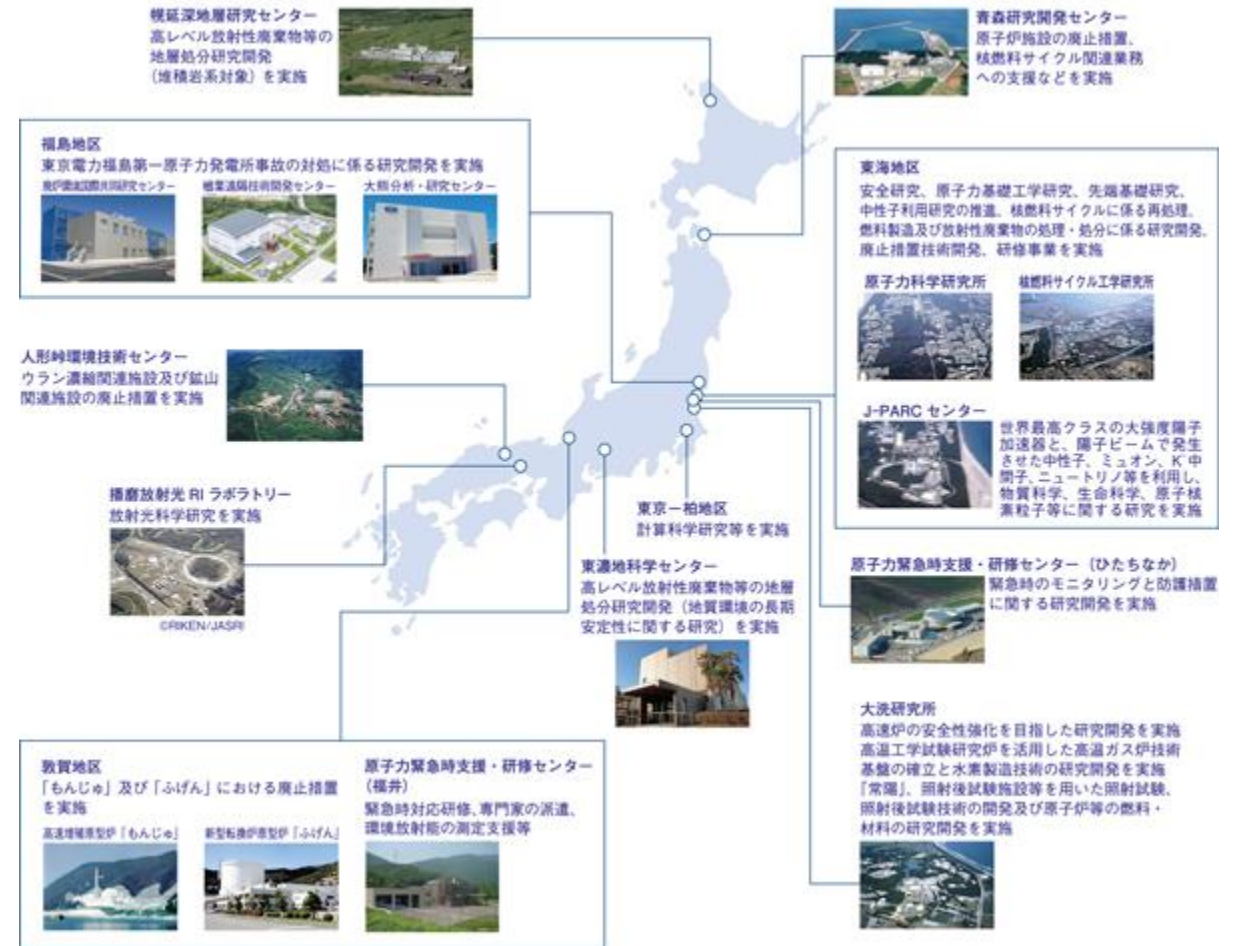 幌延深地層研究センター
高レベル放射性廃棄物等の
地層処分研究開発
（堆積岩系対象）を実施
青森研究開発センター
原子炉施設の廃止措置、
核燃料サイクル関連業務
への支援などを実施
福島地区
東京電力福島第一原子力発電所事故の対処に係る研究開発を実施
廃炉環境国際共同研究センター
楢葉遠隔技術開発センター
大熊分析・研究センター
東海地区
安全研究、原子力基礎工学研究、先端基礎研究、
中性子利用研究の推進、核燃料サイクルに係る再処理、
燃料製造及び放射性廃棄物の処理・処分に係る研究開発、
廃止措置技術開発、研修事業を実施
原子力科学研究所
核燃料サイクル工学研究所
J-PARC センター
世界最高クラスの大強度陽子
加速器と、陽子ビームで発生
させた中性子、ミュオン、K⁻中
間子、ニュートリノ等を利用し、
物質科学、生命科学、原子核
素粒子等に関する研究を実施
人形峠環境技術センター
ウラン濃縮関連施設及び鉱山
関連施設の廃止措置を実施
播磨放射光 RI ラボラトリー
放射光科学研究を実施
©RIKEN/JASRI
東京ー柏地区
計算科学研究等を実施
東濃地科学センター
高レベル放射性廃棄物等の地層
処分研究開発（地質環境の長期
安定性に関する研究）を実施
原子力緊急時支援・研修センター（ひたちなか）
緊急時のモニタリングと防護措置
に関する研究開発を実施
大洗研究所
高速炉の安全性強化を目指した研究開発を実施
高温工学試験研究炉を活用した高温ガス炉技術
基盤の確立と水素製造技術の研究開発を実施
「常陽」、照射後試験施設等を用いた照射試験、
照射後試験技術の開発及び原子炉等の燃料・
材料の研究開発を実施
敦賀地区
「もんじゅ」及び「ふげん」における廃止措置
を実施
高速増殖原型炉「もんじゅ」
新型転換炉原型炉「ふげん」
原子力緊急時支援・研修センター
（福井）
緊急時対応研修、専門家の派遣、
環境放射能の測定支援等